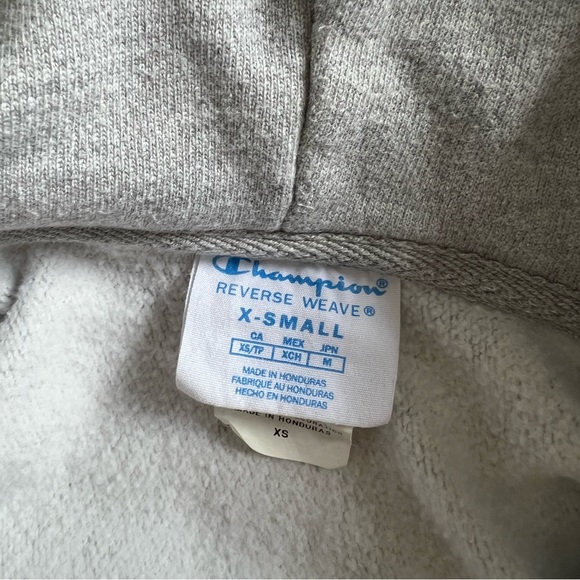 Champion®
REVERSE WEAVE®
X-SMALL
CA MEX JPN
XS/TP XCH M
MADE IN HONDURAS
FABRIQUÉ AU HONDURAS
HECHO EN HONDURAS
MADE IN HONDURAS
XS